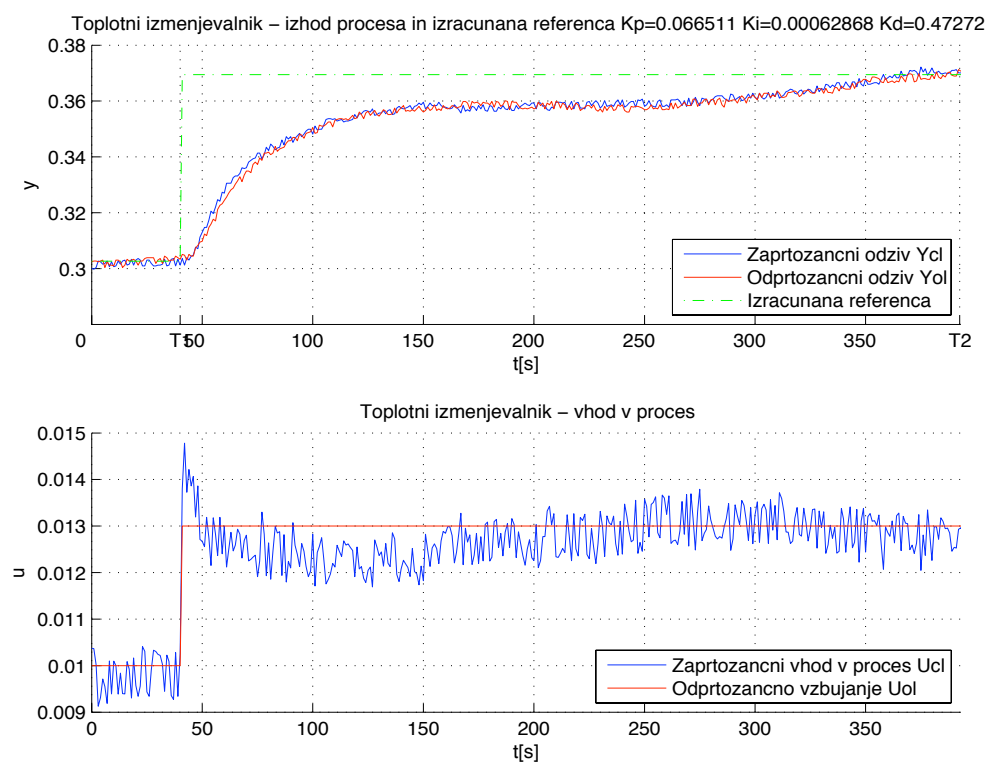 Toplotni izmenjevalnik – izhod procesa in izracunana referenca Kp=0.066511 Ki=0.00062868 Kd=0.47272
0.38
0.36
0.34
0.32
0.3
y
Zaprtozancni odziv Ycl
Odprtozancni odziv Yol
Izracunana referenca
0 T1 50 100 150 200 250 300 350 T2
t[s]
Toplotni izmenjevalnik – vhod v proces
0.015
0.014
0.013
0.012
0.011
0.01
0.009
u
Zaprtozancni vhod v proces Ucl
Odprtozancno vzbujanje Uol
0 50 100 150 200 250 300 350
t[s]